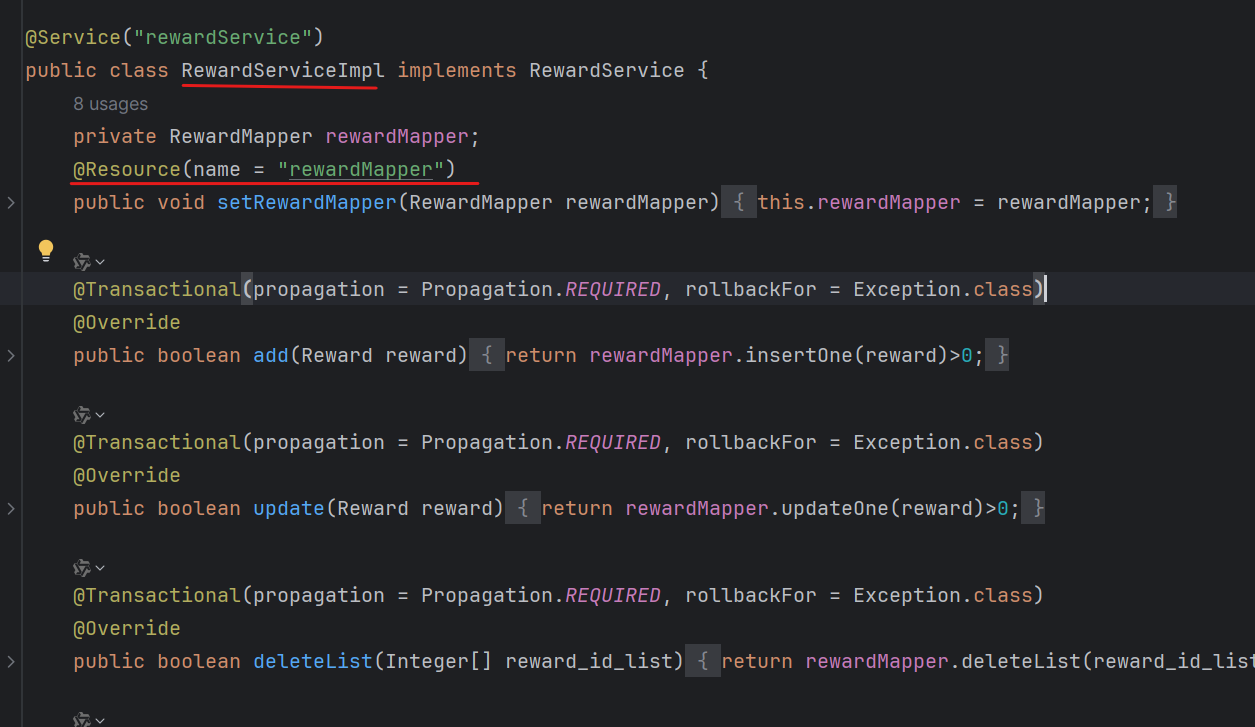 @Service("rewardService")
public class RewardServiceImpl implements RewardService {
8 usages
private RewardMapper rewardMapper;
@Resource(name = "rewardMapper")
public void setRewardMapper(RewardMapper rewardMapper) { this.rewardMapper = rewardMapper; }
@Transactional(propagation = Propagation.REQUIRED, rollbackFor = Exception.class)
@Override
public boolean add(Reward reward) { return rewardMapper.insertOne(reward)>0; }
@Transactional(propagation = Propagation.REQUIRED, rollbackFor = Exception.class)
@Override
public boolean update(Reward reward) { return rewardMapper.updateOne(reward)>0; }
@Transactional(propagation = Propagation.REQUIRED, rollbackFor = Exception.class)
@Override
public boolean deleteList(Integer[] reward_id_list) { return rewardMapper.deleteList(reward_id_list